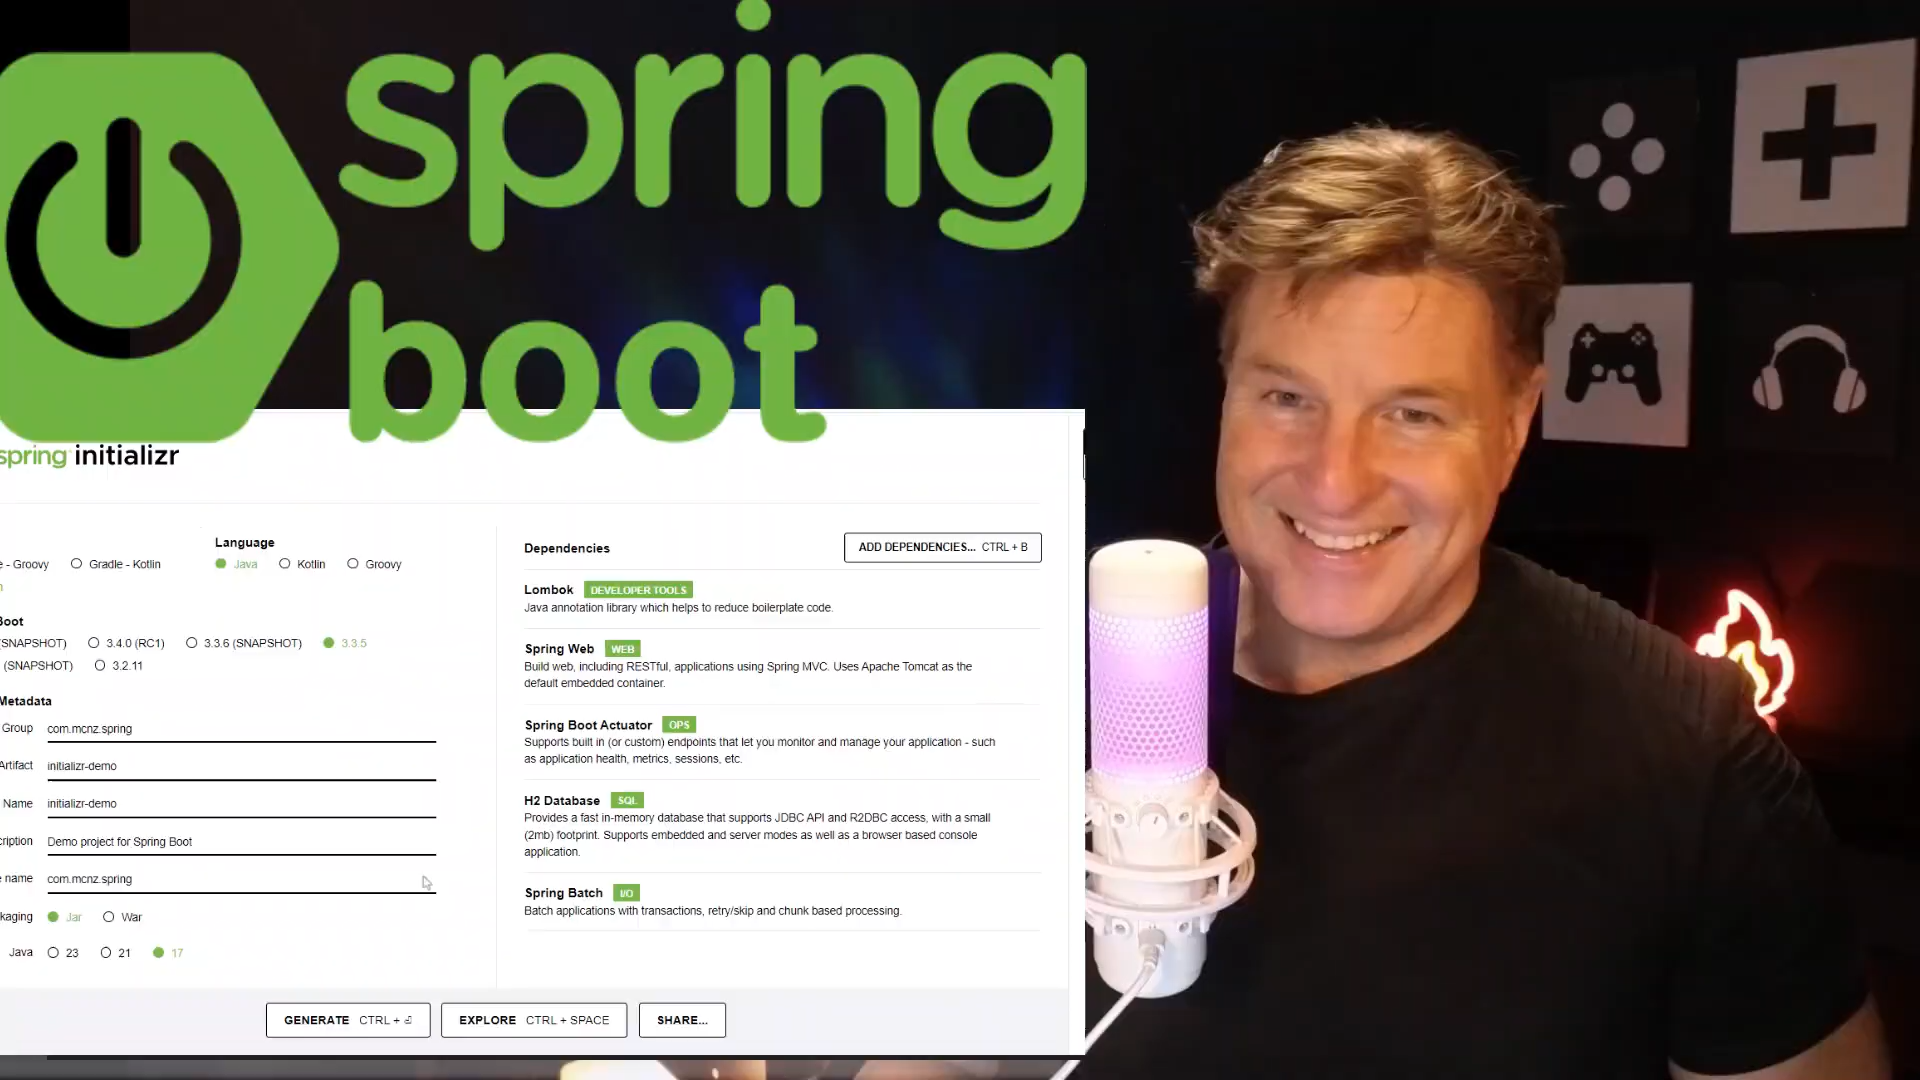 spring
boot
spring initializr
Language
- Groovy
Gradle - Kotlin
Java
Kotlin
Groovy
Boot
(SNAPSHOT)
3.4.0 (RC1)
3.3.6 (SNAPSHOT)
3.3.5
(SNAPSHOT)
3.2.11
Metadata
Group com.mcnz.spring
Artifact initializr-demo
Name initializr-demo
Demo project for Spring Boot
name com.mcnz.spring
Jar
War
Java
23
21
17
Dependencies
ADD DEPENDENCIES... CTRL + B
Lombok DEVELOPER TOOLS
Java annotation library which helps to reduce boilerplate code.
Spring Web WEB
Build web, including RESTful, applications using Spring MVC. Uses Apache Tomcat as the
default embedded container.
Spring Boot Actuator OPS
Supports built in (or custom) endpoints that let you monitor and manage your application - such
as application health, metrics, sessions, etc.
H2 Database SQL
Provides a fast in-memory database that supports JDBC API and R2DBC access, with a small
(2mb) footprint. Supports embedded and server modes as well as a browser based console
application.
Spring Batch I/O
Batch applications with transactions, retry/skip and chunk based processing.
GENERATE CTRL + ⏎
EXPLORE CTRL + SPACE
SHARE...